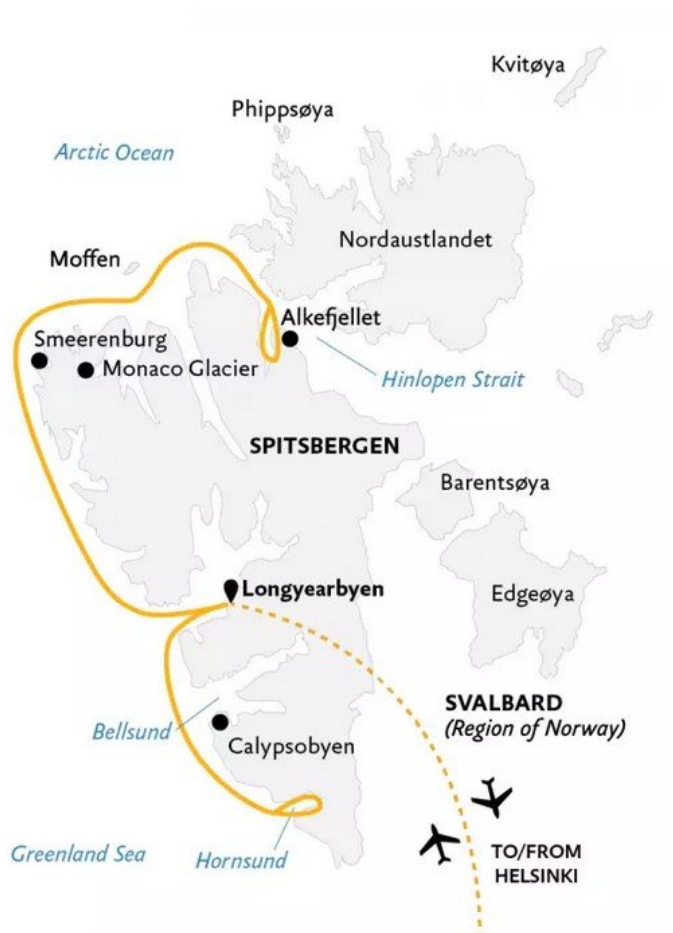 Kvitøya
Phippsøya
Arctic Ocean
Nordaustlandet
Moffen
Alkefjellet
Smeerenburg
Monaco Glacier
Hinlopen Strait
SPITSBERGEN
Barentsøya
Longyearbyen
Edgeøya
SVALBARD
(Region of Norway)
Bellsund
Calypsobyen
Greenland Sea
Hornsund
TO/FROM
HELSINKI